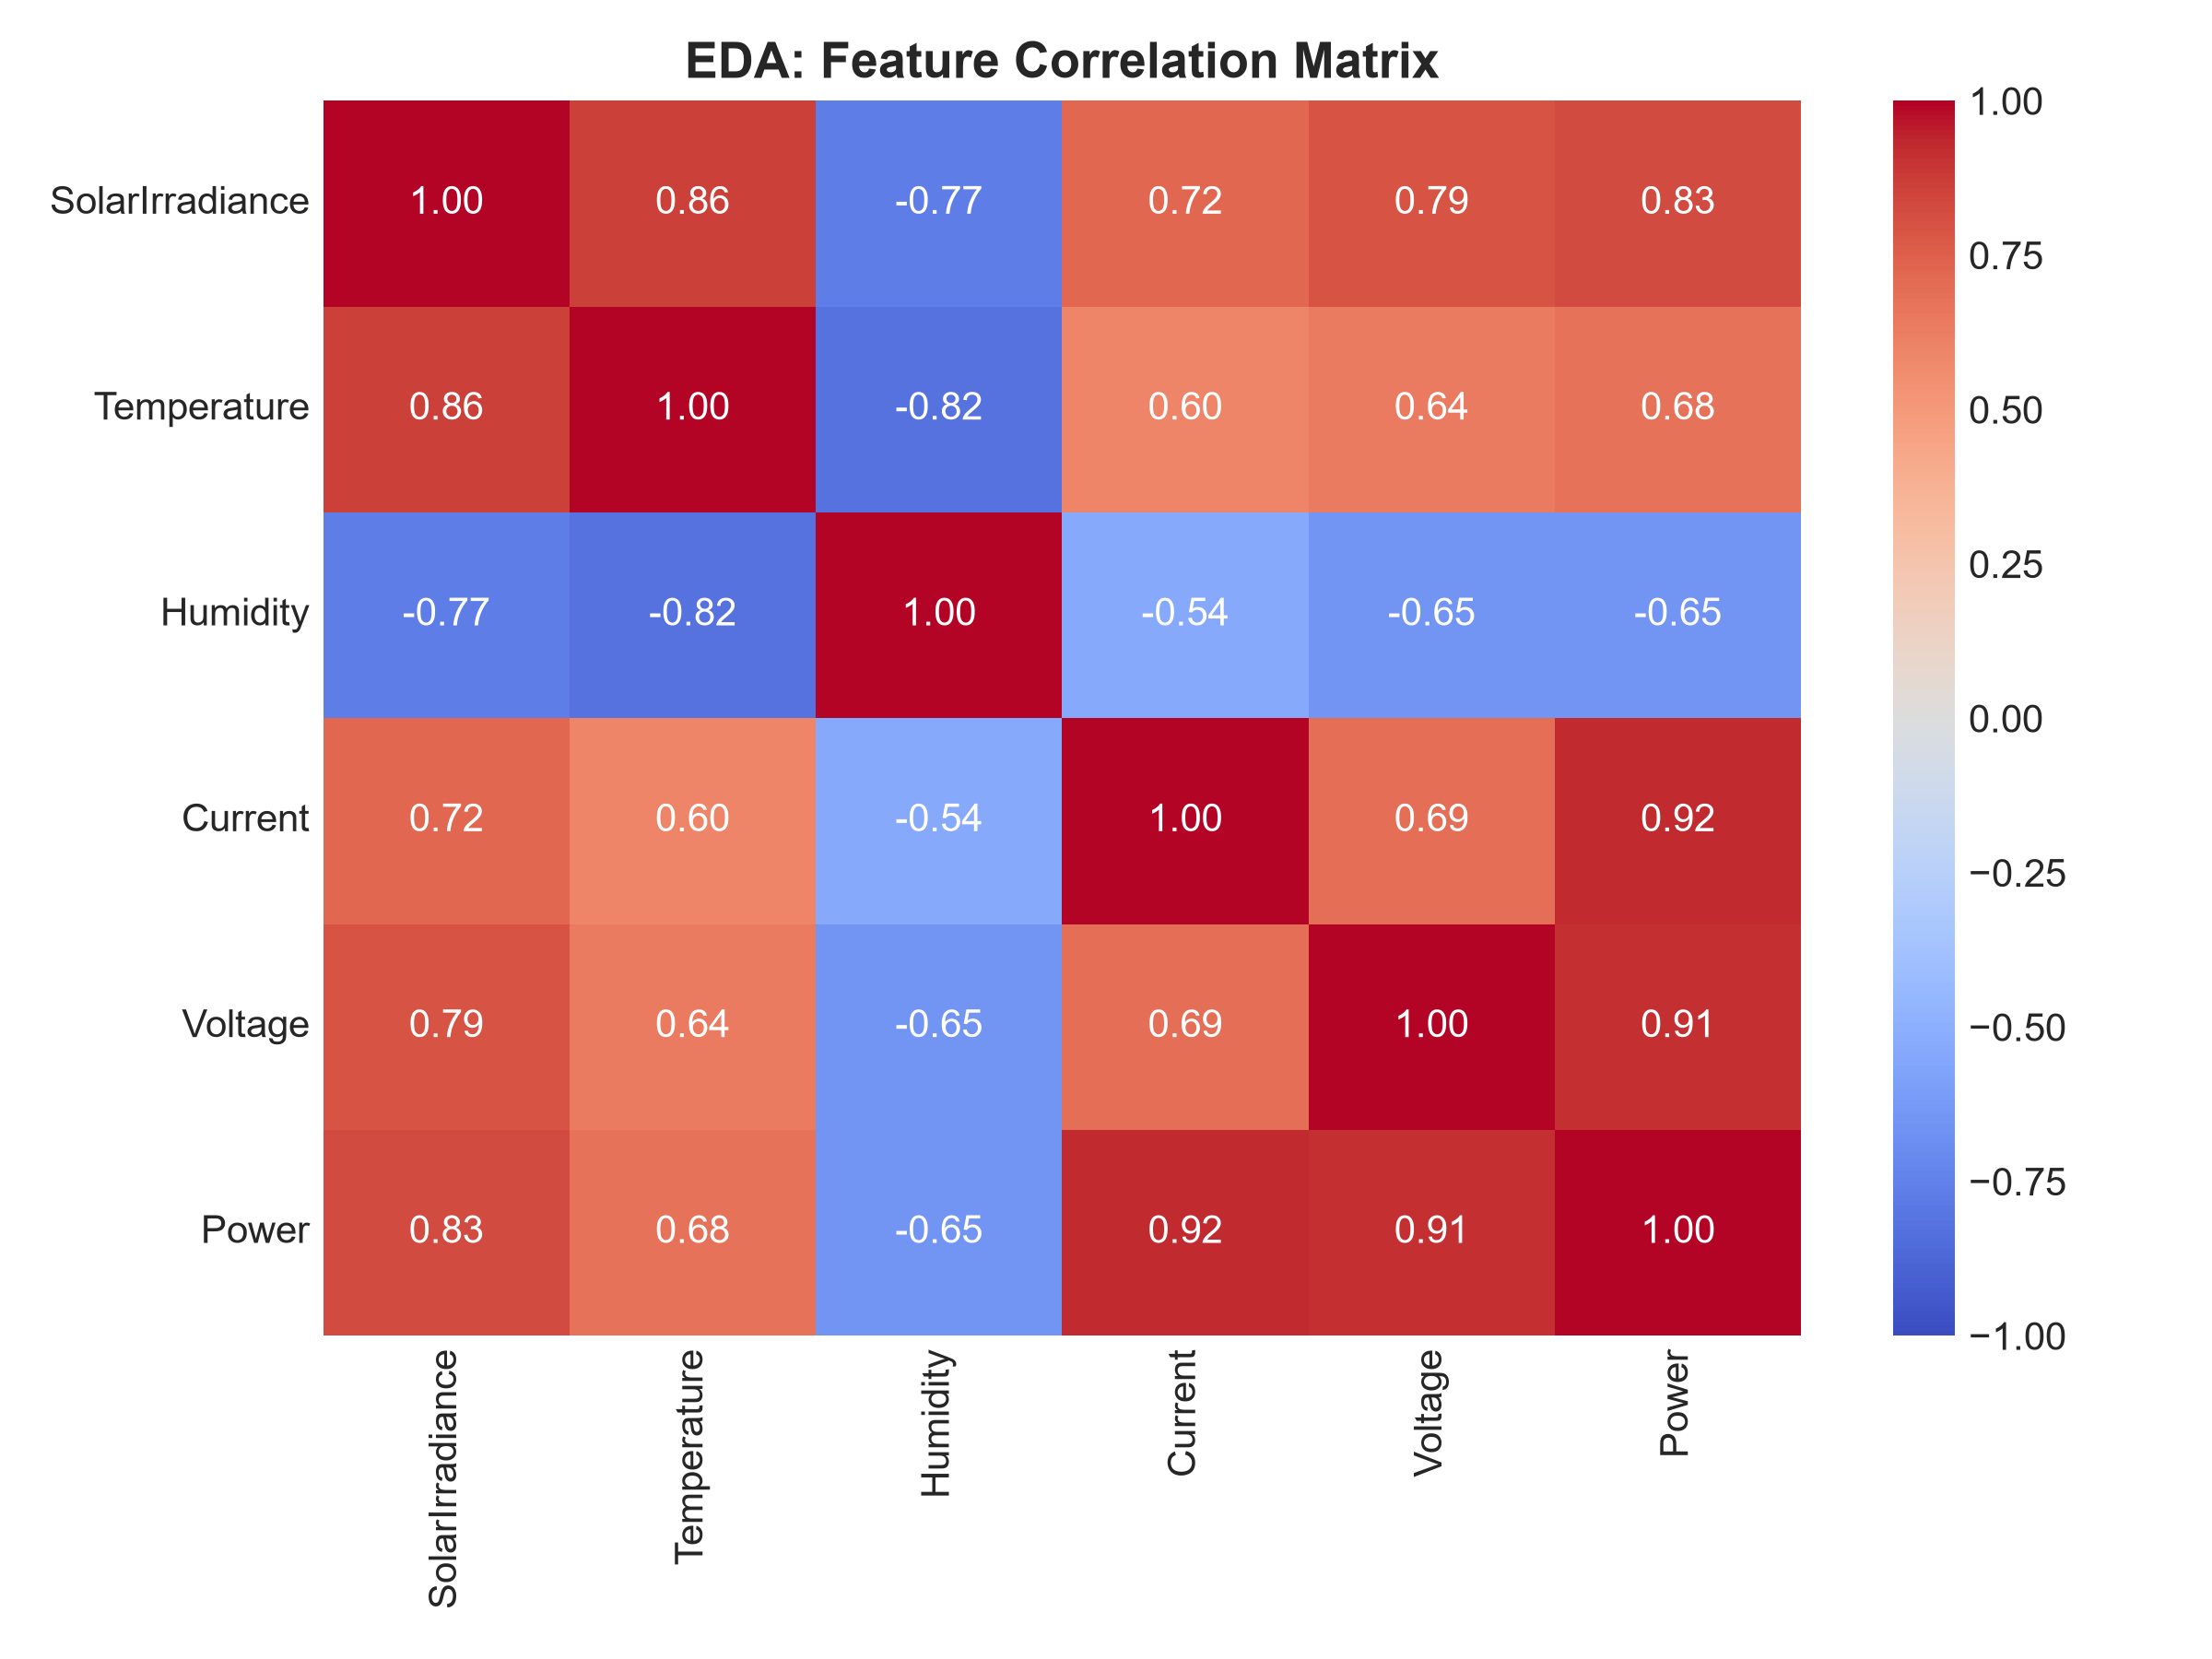 EDA: Feature Correlation Matrix
SolarIrradiance 1.00 0.86 -0.77 0.72 0.79 0.83
Temperature 0.86 1.00 -0.82 0.60 0.64 0.68
Humidity -0.77 -0.82 1.00 -0.54 -0.65 -0.65
Current 0.72 0.60 -0.54 1.00 0.69 0.92
Voltage 0.79 0.64 -0.65 0.69 1.00 0.91
Power 0.83 0.68 -0.65 0.92 0.91 1.00
SolarIrradiance
Temperature
Humidity
Current
Voltage
Power
1.00
0.75
0.50
0.25
0.00
−0.25
−0.50
−0.75
−1.00